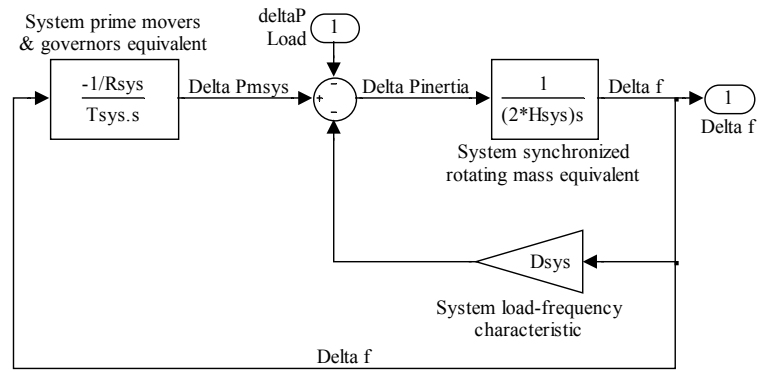 System prime movers
& governors equivalent
deltaP
Load
1
-1/Rsys
Tsys.s
Delta Pmsys
+
−
−
Delta Pinertia
1
(2*Hsys)s
Delta f
1
Delta f
System synchronized
rotating mass equivalent
Dsys
System load-frequency
characteristic
Delta f